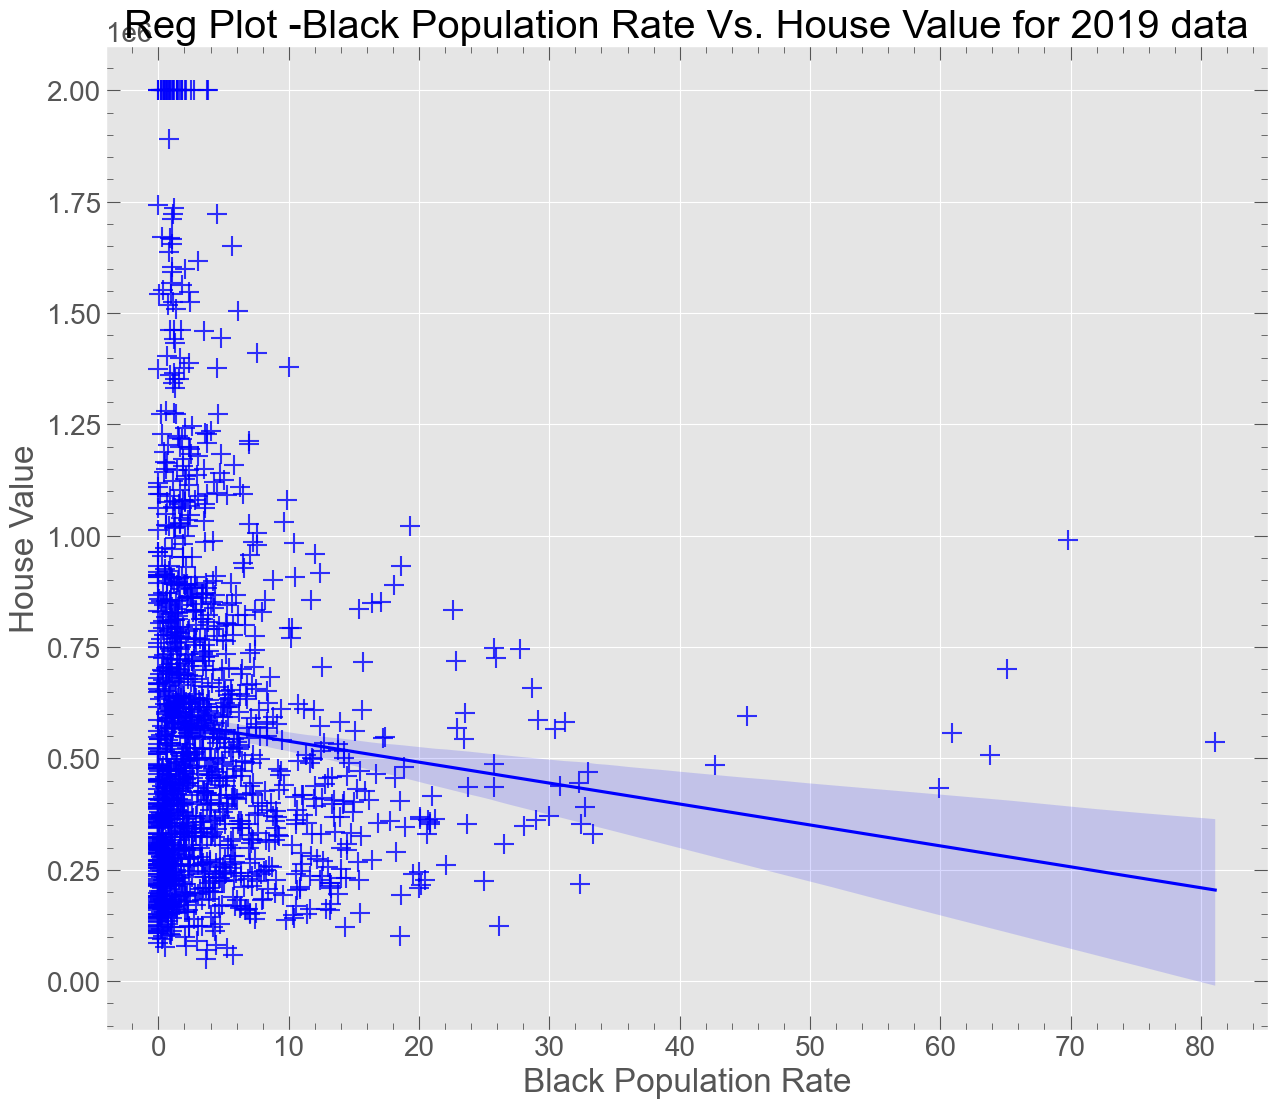 Reg Plot -Black Population Rate Vs. House Value for 2019 data
1e6
2.00
1.75
1.50
1.25
1.00
0.75
0.50
0.25
0.00
House Value
0 10 20 30 40 50 60 70 80
Black Population Rate